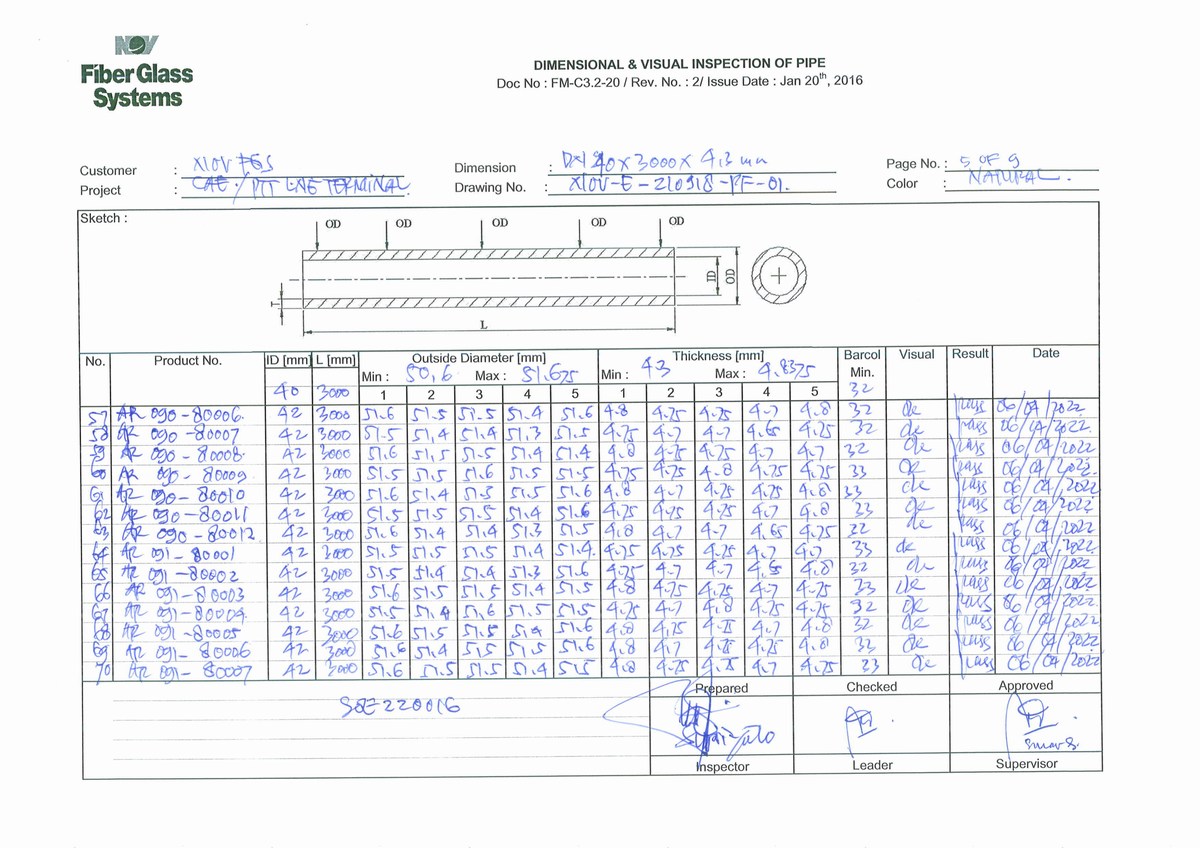 NOV
Fiber Glass
Systems
DIMENSIONAL & VISUAL INSPECTION OF PIPE
Doc No : FM-C3.2-20 / Rev. No. : 2/ Issue Date : Jan 20th, 2016
Customer : NOV FGS Dimension : DN 40 x 3000 x 4,3 mm Page No. : 5 OF 9
Project : CAE / PTT LNG TERMINAL Drawing No. : NOV-E-210918-PF-01. Color : NATURAL.
Sketch :
OD OD OD OD OD
T ID OD
L
No. Product No. ID [mm] L [mm] Outside Diameter [mm] Thickness [mm] Barcol Visual Result Date
Min : 50,6 Max : 51.675 Min : 43 Max : 4.8375 Min.
40 3000 1 2 3 4 5 1 2 3 4 5 32
57 AR 090-80006 42 3000 51.6 51.5 51.5 51.4 51.6 4.8 4.75 4.75 4.7 4.8 32 ok pass 06/04/2022
58 AR 090-80007 42 3000 51.5 51,4 51.4 51.3 51.5 4.75 4.7 4.7 4.65 4.75 32 ok pass 06/04/2022
59 AR 090-80008 42 3000 51.6 51.5 51.5 51.4 51.4 4.8 4.75 4.75 4.7 4.7 32 ok pass 06/04/2022
60 AR 090-80009 42 3000 51.5 51.5 51.6 51.5 51.5 4.75 4.75 4.8 4.75 4.75 33 ok pass 06/04/2022
61 AR 090-80010 42 3000 51.6 51.4 51.5 51.5 51.6 4.8 4.7 4.75 4.75 4.8 33 ok pass 06/04/2022
62 AR 090-80011 42 3000 51.5 51.5 51.5 51.4 51.6 4.75 4.75 4.75 4.7 4.8 33 ok pass 06/04/2022
63 AR 090-80012 42 3000 51.6 51.4 51.4 51.3 51.5 4.8 4.7 4.7 4.65 4.75 32 ok pass 06/04/2022
64 AR 091-80001 42 3000 51.5 51.5 51.5 51.4 51.4. 4.75 4.75 4.75 4.7 4.7 33 ok pass 06/04/2022
65 AR 091-80002 42 3000 51.5 51.4 51.4 51.3 51.6 4.75 4.7 4.7 4.65 4.8 32 ok pass 06/04/2022
66 AR 091-80003 42 3000 51.6 51.5 51.5 51.4 51.5 4.8 4.75 4.75 4.7 4.75 33 ok pass 06/04/2022
67 AR 091-80004 42 3000 51.5 51.4 51,6 51.5 51.5 4.75 4.7 4.8 4.75 4.75 32 ok pass 06/04/2022
68 AR 091-80005 42 3000 51.6 51.5 51.5 51.4 51.6 4.8 4.75 4.75 4.7 4.8 32 ok pass 06/04/2022
69 AR 091-80006 42 3000 51.6 51.4 51.5 51.5 51.6 4.8 4.7 4.75 4.75 4.8 33 ok pass 06/04/2022
70 AR 091-80007 42 3000 51.6 51.5 51.5 51.4 51.5 4.8 4.75 4.75 4.7 4.75 33 ok pass 06/04/2022
SOE220016
Prepared Checked Approved
Inspector Leader Supervisor